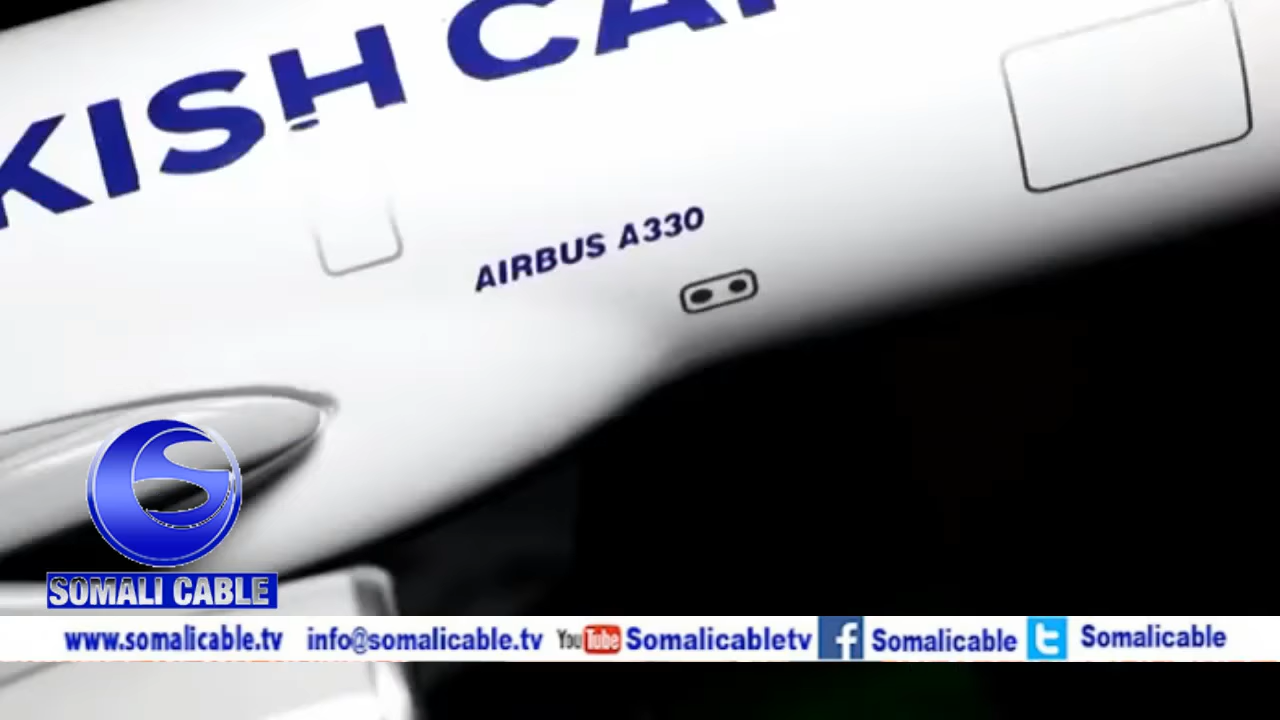 KISH CA
AIRBUS A330
SOMALI CABLE
www.somalicable.tv info@somalicable.tv YouTube Somalicabletv f Somalicable t Somalicable